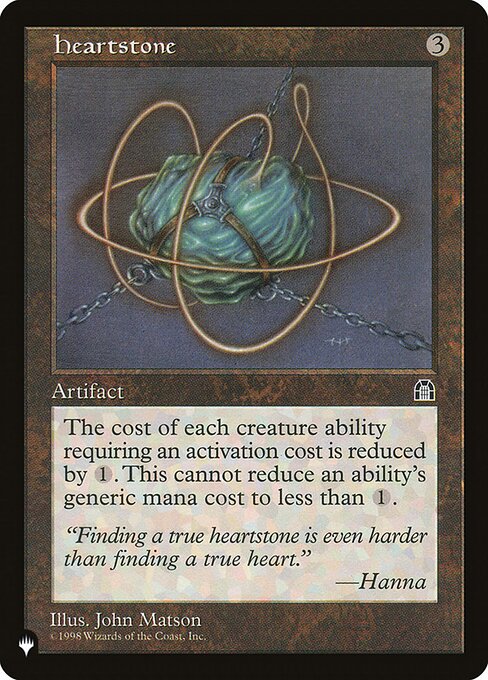 Heartstone 3
Artifact
The cost of each creature ability
requiring an activation cost is reduced
by 1. This cannot reduce an ability's
generic mana cost to less than 1.
"Finding a true heartstone is even harder
than finding a true heart."
—Hanna
Illus. John Matson
©1998 Wizards of the Coast, Inc.